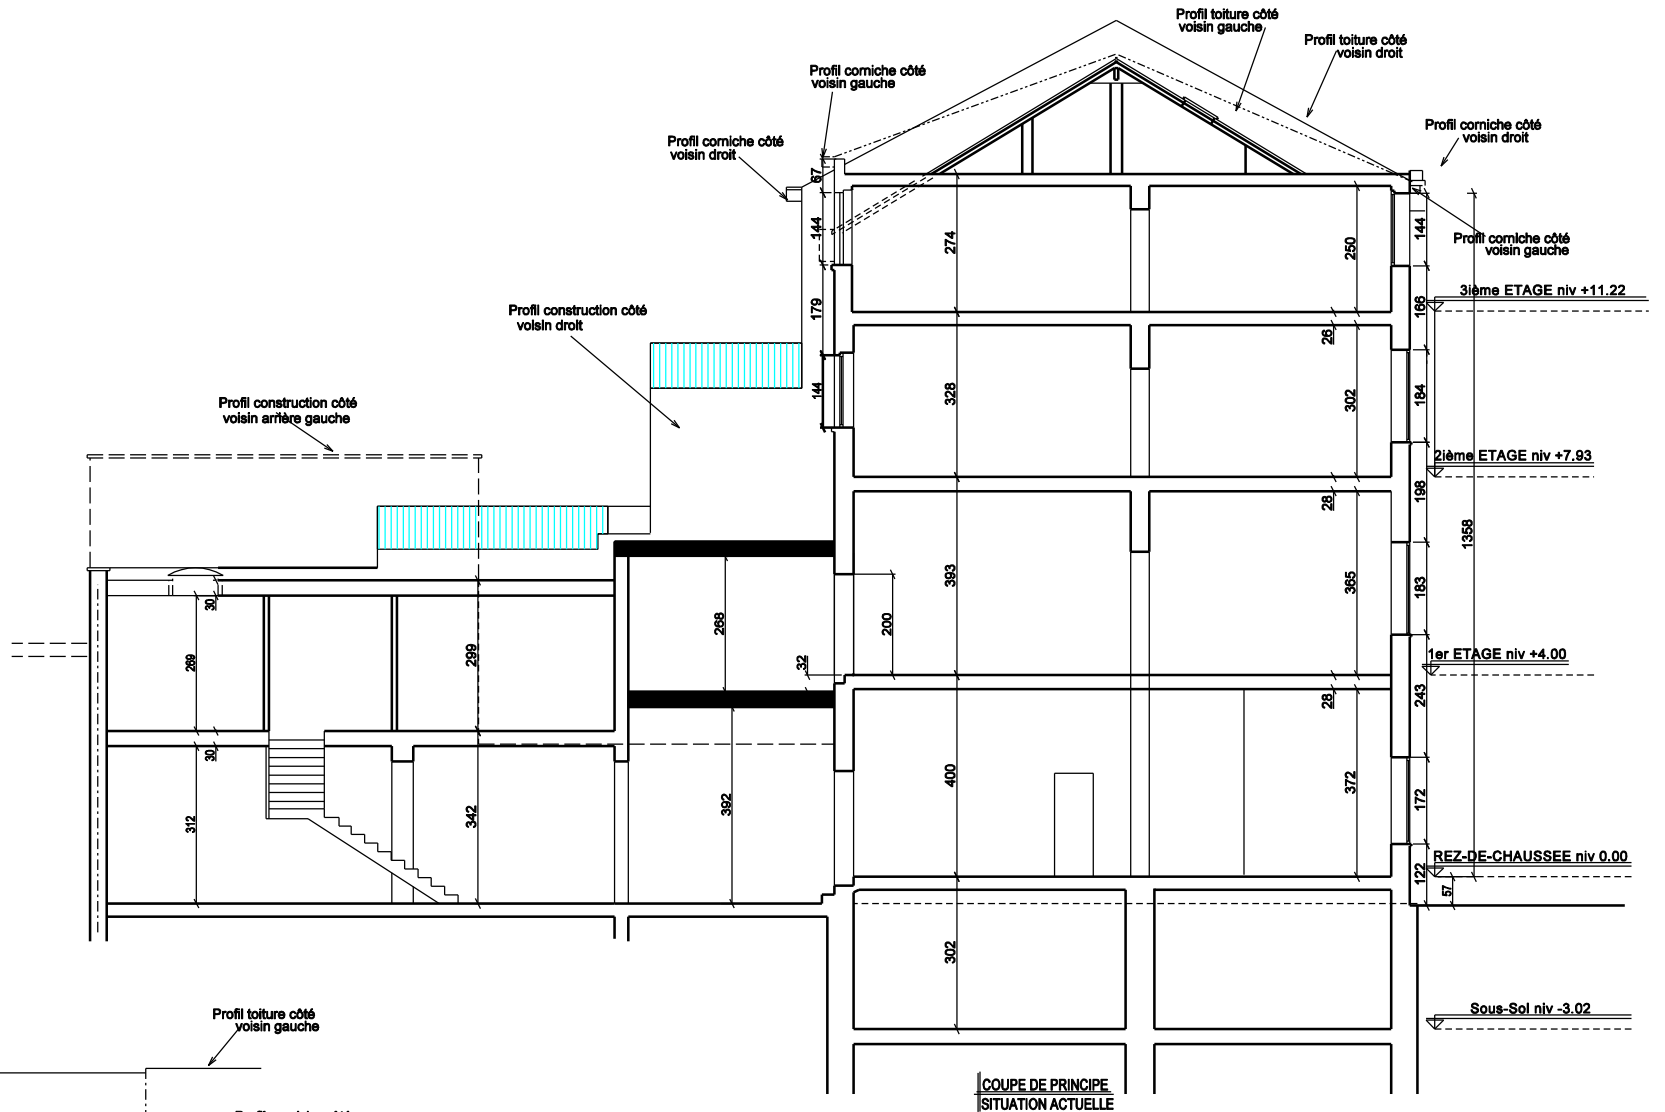 Profil toiture côté
voisin gauche
Profil toiture côté
voisin droit
Profil corniche côté
voisin gauche
Profil corniche côté
voisin droit
Profil corniche côté
voisin droit
Profil corniche côté
voisin gauche
67
144
179
144
274
250
144
166
3ième ETAGE niv +11.22
26
Profil construction côté
voisin droit
328
302
184
Profil construction côté
voisin arrière gauche
2ième ETAGE niv +7.93
28
198
1358
393
365
183
200
268
32
30
269
299
1er ETAGE niv +4.00
28
243
30
312
342
392
400
372
172
REZ-DE-CHAUSSEE niv 0.00
122
57
302
Sous-Sol niv -3.02
Profil toiture côté
voisin gauche
COUPE DE PRINCIPE
SITUATION ACTUELLE